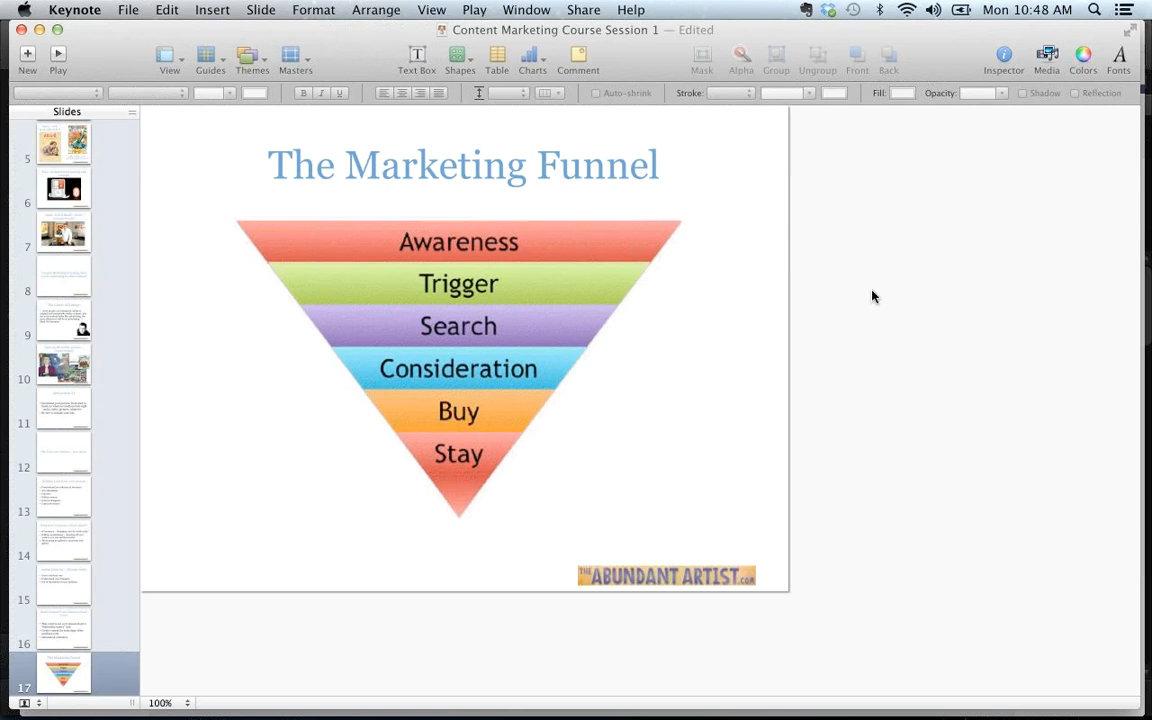 Keynote File Edit Insert Slide Format Arrange View Play Window Share Help Mon 10:48 AM
Content Marketing Course Session 1 — Edited
New Play View Guides Themes Masters Text Box Shapes Table Charts Comment Mask Alpha Group Ungroup Front Back Inspector Media Colors Fonts
B I U Auto-shrink Stroke: Fill: Opacity: Shadow Reflection
Slides
5
6
7
8
9
10
11
12
13
14
15
16
17
The Marketing Funnel
Awareness
Trigger
Search
Consideration
Buy
Stay
THE ABUNDANT ARTIST.com
100%